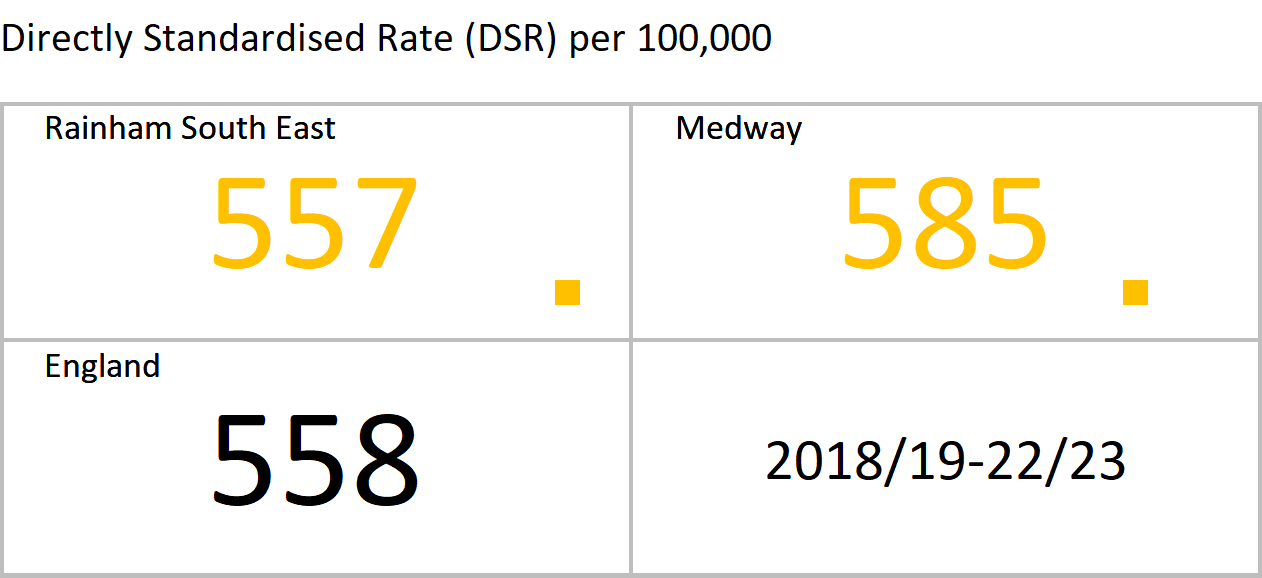 Directly Standardised Rate (DSR) per 100,000
Rainham South East
557
Medway
585
England
558
2018/19-22/23